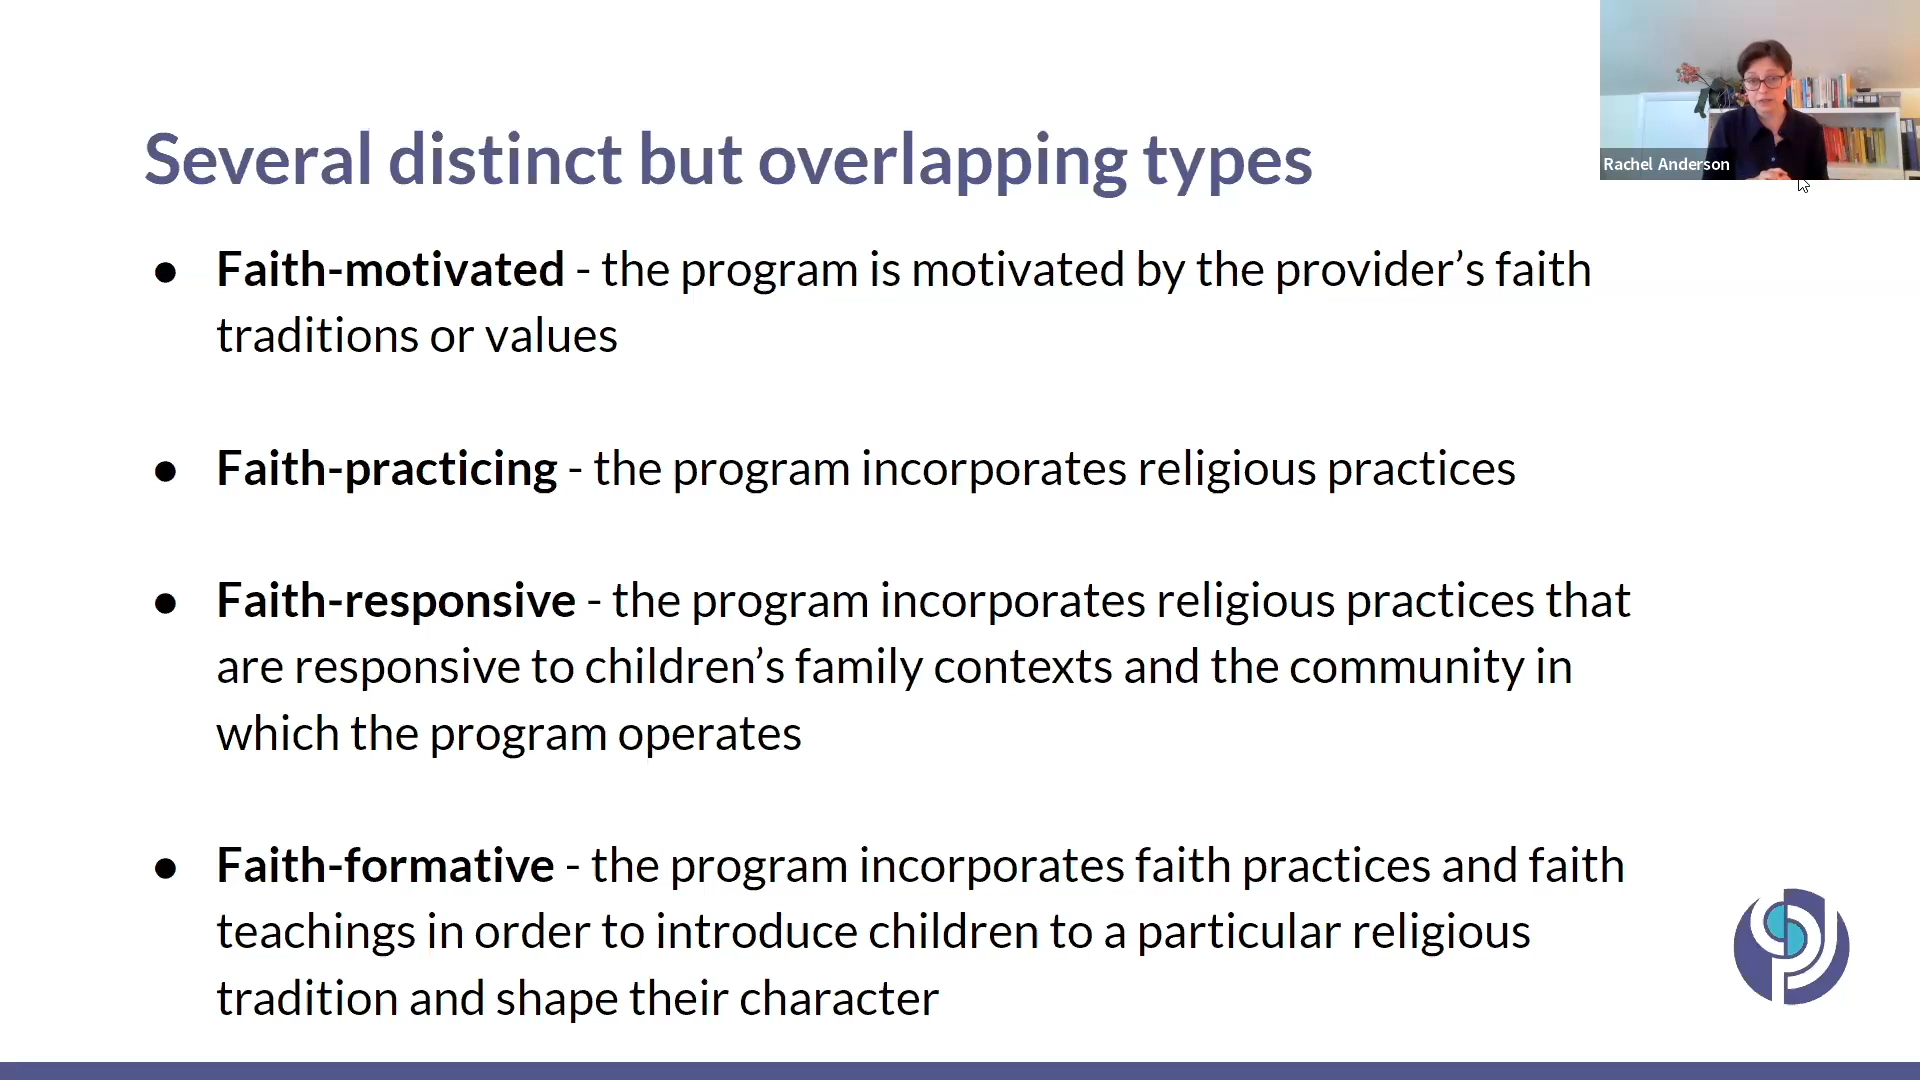 Several distinct but overlapping types
Rachel Anderson
● Faith-motivated - the program is motivated by the provider’s faith
traditions or values
● Faith-practicing - the program incorporates religious practices
● Faith-responsive - the program incorporates religious practices that
are responsive to children’s family contexts and the community in
which the program operates
● Faith-formative - the program incorporates faith practices and faith
teachings in order to introduce children to a particular religious
tradition and shape their character